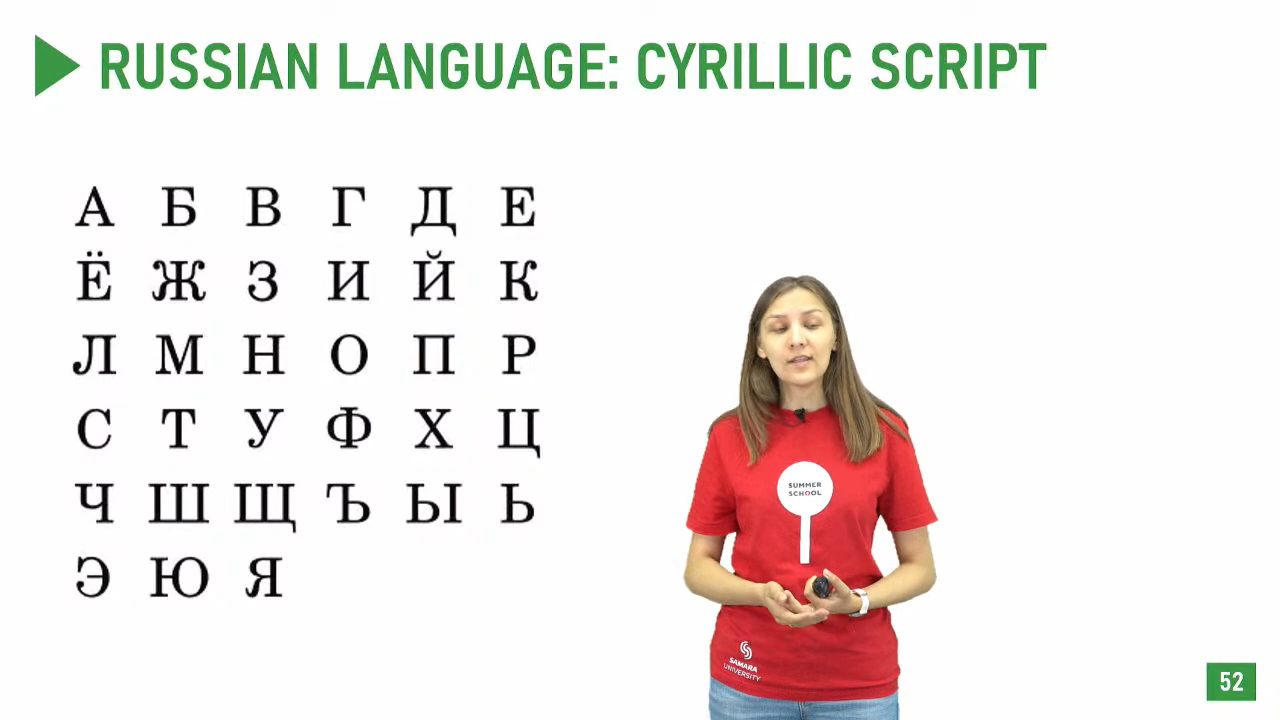 RUSSIAN LANGUAGE: CYRILLIC SCRIPT
А Б В Г Д Е
Ё Ж З И Й К
Л М Н О П Р
С Т У Ф Х Ц
Ч Ш Щ Ъ Ы Ь
Э Ю Я
SUMMER
SCHOOL
SAMARA
UNIVERSITY
52